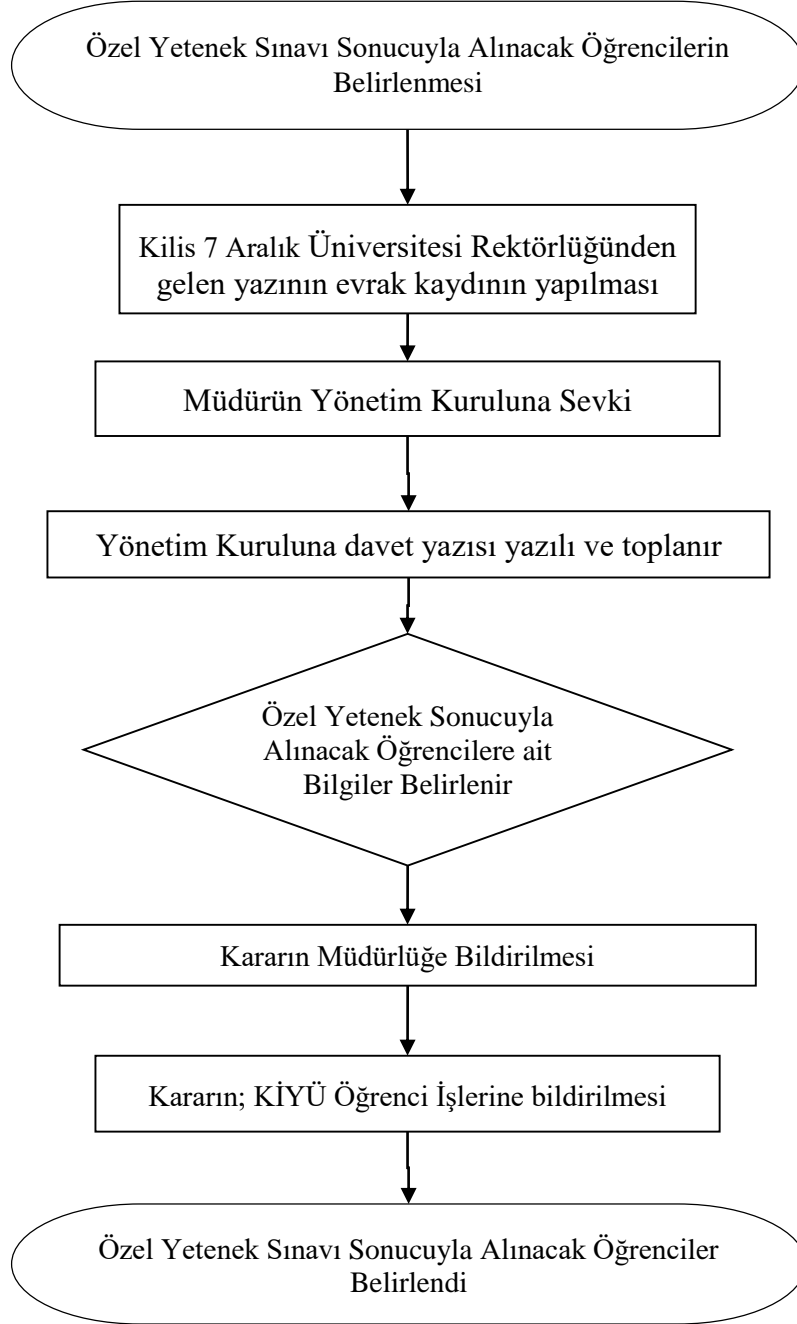 Özel Yetenek Sınavı Sonucuyla Alınacak Öğrencilerin
Belirlenmesi
Kilis 7 Aralık Üniversitesi Rektörlüğünden
gelen yazının evrak kaydının yapılması
Müdürün Yönetim Kuruluna Sevki
Yönetim Kuruluna davet yazısı yazılı ve toplanır
Özel Yetenek Sonucuyla
Alınacak Öğrencilere ait
Bilgiler Belirlenir
Kararın Müdürlüğe Bildirilmesi
Kararın; KİYÜ Öğrenci İşlerine bildirilmesi
Özel Yetenek Sınavı Sonucuyla Alınacak Öğrenciler
Belirlendi